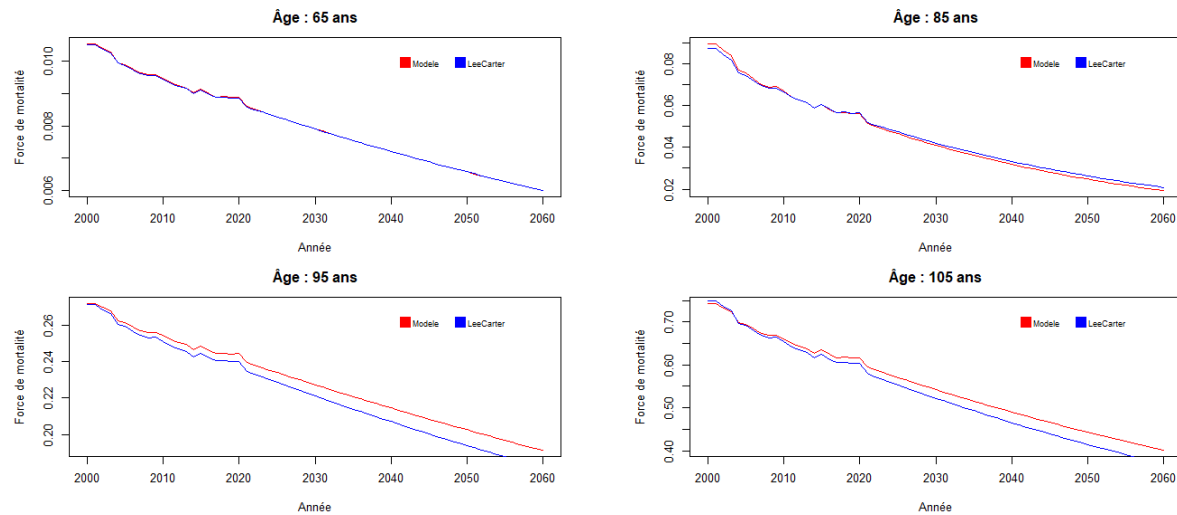 Âge : 65 ans
Force de mortalité
0.010
0.008
0.006
Modele
LeeCarter
2000 2010 2020 2030 2040 2050 2060
Année
Âge : 85 ans
Force de mortalité
0.08
0.06
0.04
0.02
Modele
LeeCarter
2000 2010 2020 2030 2040 2050 2060
Année
Âge : 95 ans
Force de mortalité
0.26
0.24
0.22
0.20
Modele
LeeCarter
2000 2010 2020 2030 2040 2050 2060
Année
Âge : 105 ans
Force de mortalité
0.70
0.60
0.50
0.40
Modele
LeeCarter
2000 2010 2020 2030 2040 2050 2060
Année